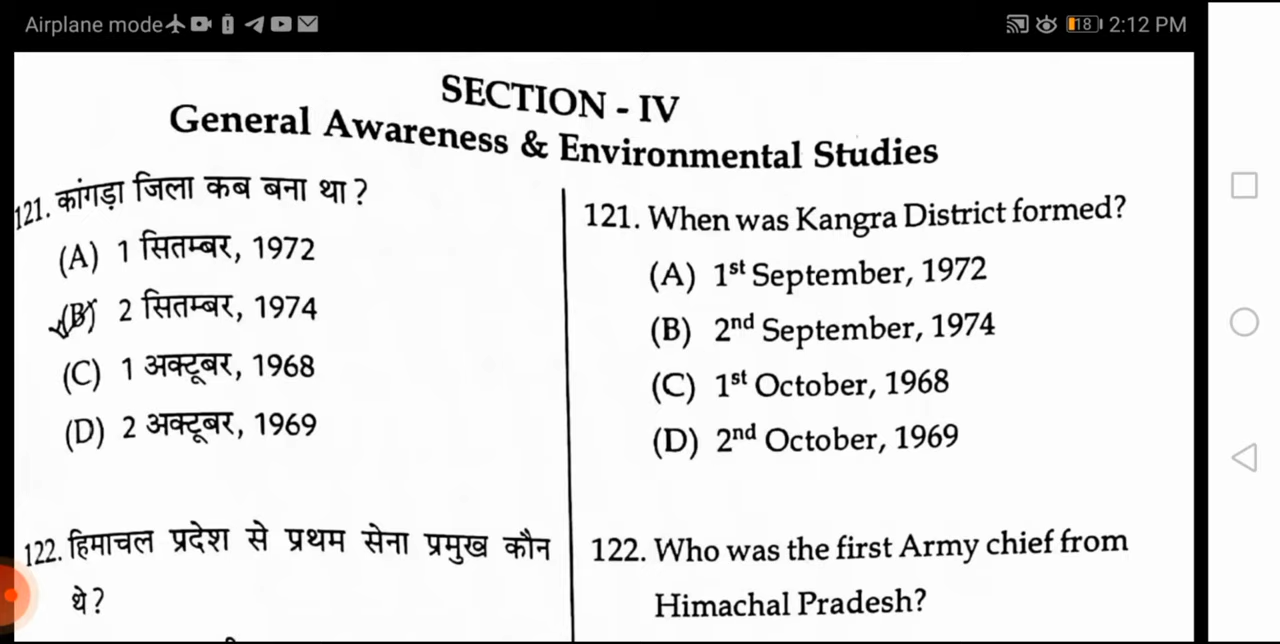 Airplane mode
18 2:12 PM
SECTION - IV
General Awareness & Environmental Studies
121. कांगड़ा जिला कब बना था ?
(A) 1 सितम्बर, 1972
(B) 2 सितम्बर, 1974
(C) 1 अक्टूबर, 1968
(D) 2 अक्टूबर, 1969
122. हिमाचल प्रदेश से प्रथम सेना प्रमुख कौन
थे ?
121. When was Kangra District formed?
(A) 1st September, 1972
(B) 2nd September, 1974
(C) 1st October, 1968
(D) 2nd October, 1969
122. Who was the first Army chief from
Himachal Pradesh?